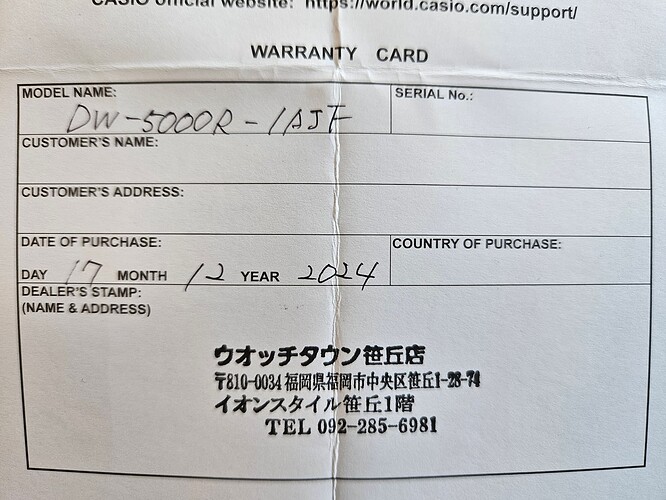 CASIO official website: https://world.casio.com/support/
WARRANTY CARD
MODEL NAME: DW-5000R-1AJF
SERIAL No.:
CUSTOMER'S NAME:
CUSTOMER'S ADDRESS:
DATE OF PURCHASE:
DAY 17 MONTH 12 YEAR 2024
COUNTRY OF PURCHASE:
DEALER'S STAMP:
(NAME & ADDRESS)
ウオッチタウン笹丘店
〒810-0034 福岡県福岡市中央区笹丘1-28-74
イオンスタイル笹丘1階
TEL 092-285-6981